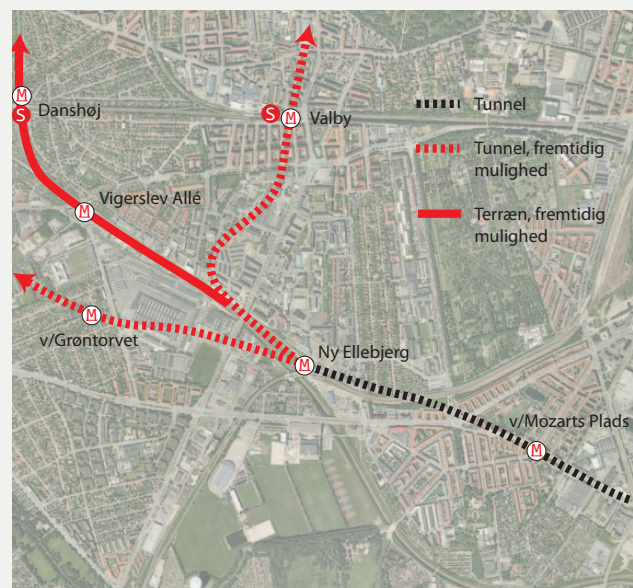 M
S
Danshøj
S
M
Valby
Tunnel
Tunnel, fremtidig
mulighed
Terræn, fremtidig
mulighed
Vigerslev Allé
M
M
v/Grøntorvet
Ny Ellebjerg
M
v/Mozarts Plads
M